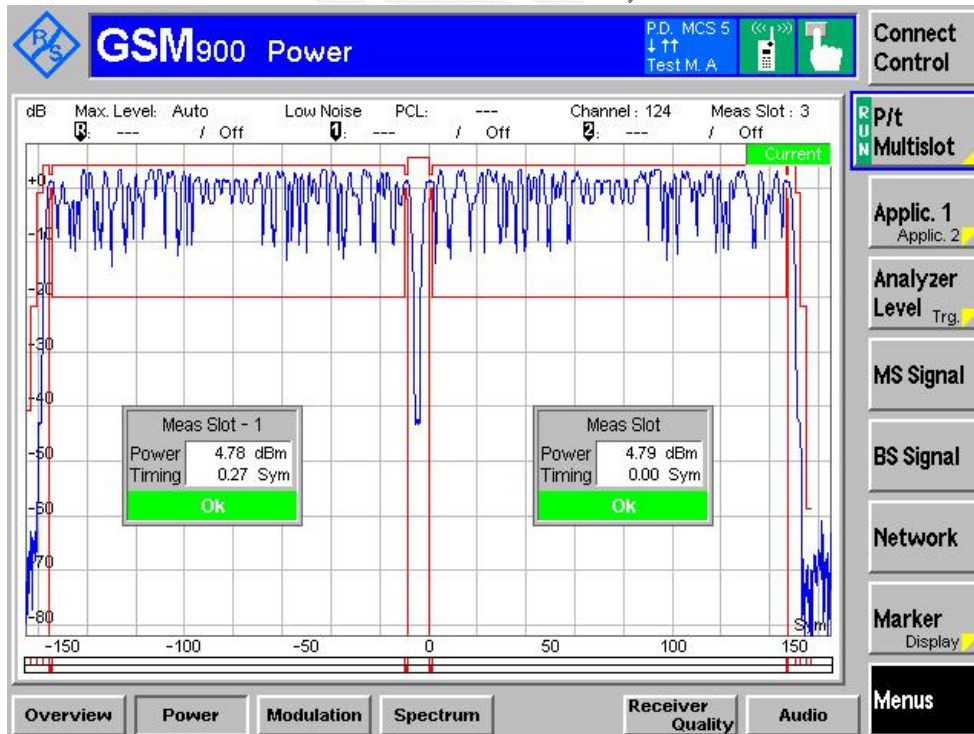 R S
GSM900 Power
P.D. MCS 5
↓ ↑↑
Test M. A
Connect
Control
dB Max. Level: Auto Low Noise PCL: --- Channel : 124 Meas Slot : 3
R: --- / Off 1: --- / Off 2: --- / Off
Current
RUN
P/t
Multislot
Applic. 1
Applic. 2
Analyzer
Level Trg.
MS Signal
BS Signal
Network
Marker
Display
Menus
+0
-10
-20
-30
-40
-50
-60
-70
-80
Meas Slot - 1
Power 4.78 dBm
Timing 0.27 Sym
Ok
Meas Slot
Power 4.79 dBm
Timing 0.00 Sym
Ok
Sym
-150 -100 -50 0 50 100 150
Overview Power Modulation Spectrum Receiver Quality Audio